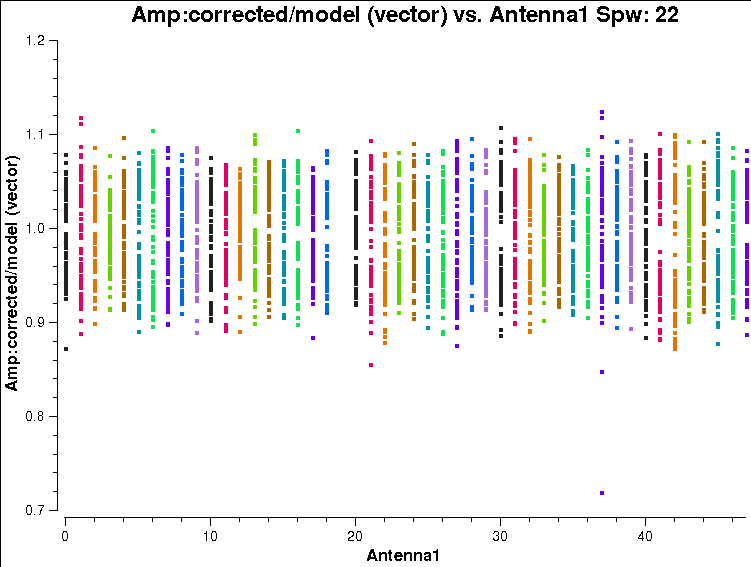 Amp:corrected/model (vector) vs. Antenna1 Spw: 22
1.2
1.1
1.0
0.9
0.8
0.7
Amp:corrected/model (vector)
0 10 20 30 40
Antenna1